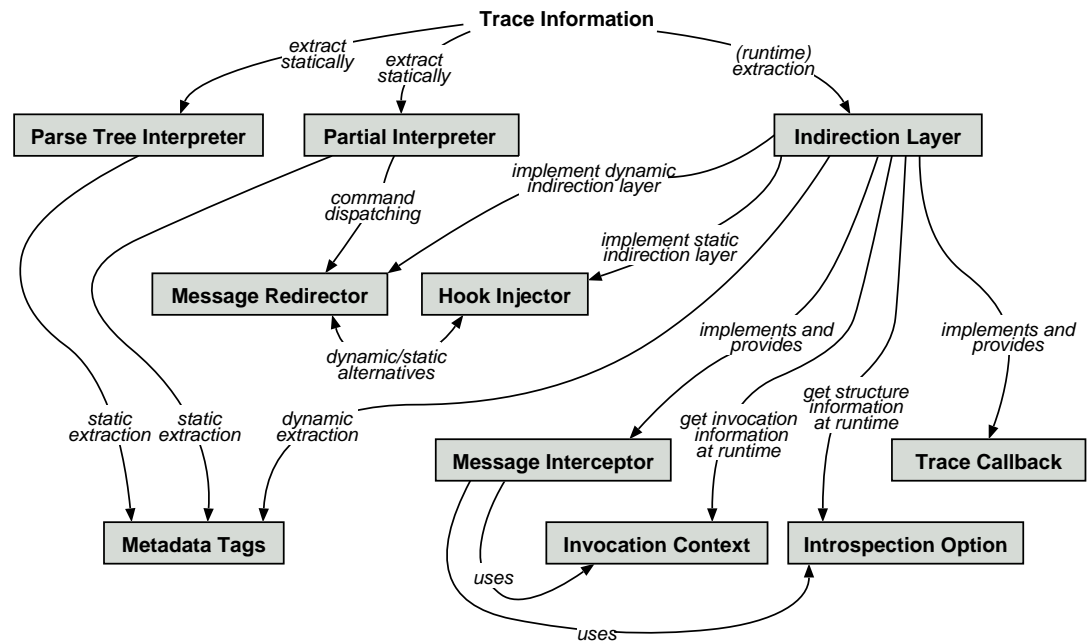 Trace Information
extract
statically
extract
statically
(runtime)
extraction
Parse Tree Interpreter
Partial Interpreter
Indirection Layer
implement dynamic
indirection layer
command
dispatching
implement static
indirection layer
Message Redirector
Hook Injector
dynamic/static
alternatives
implements and
provides
implements and
provides
static
extraction
static
extraction
dynamic
extraction
get invocation
information
at runtime
get structure
information
at runtime
Message Interceptor
Trace Callback
Metadata Tags
Invocation Context
Introspection Option
uses
uses